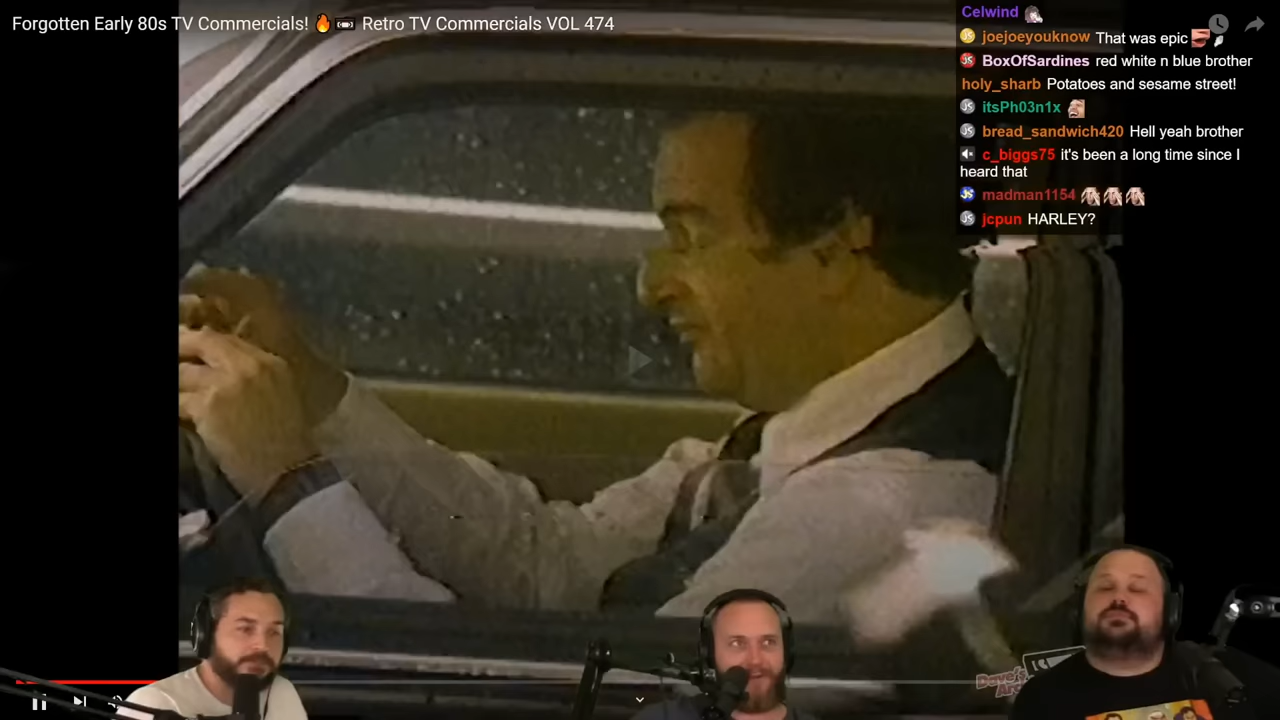 Forgotten Early 80s TV Commercials! 🔥📼 Retro TV Commercials VOL 474
Celwind
joejoeyouknow That was epic
BoxOfSardines red white n blue brother
holy_sharb Potatoes and sesame street!
itsPh03n1x
bread_sandwich420 Hell yeah brother
c_biggs75 it's been a long time since I
heard that
madman1154
jcpun HARLEY?
Dave's